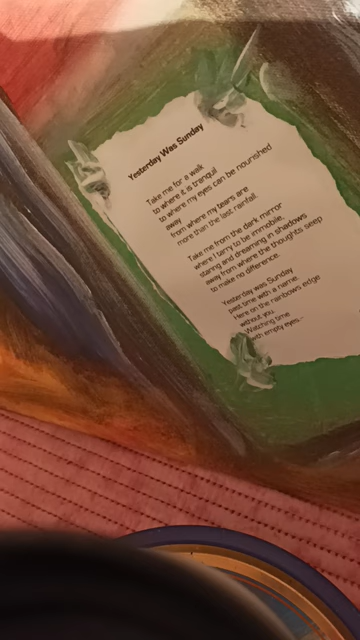 Yesterday Was Sunday
Take me for a walk
to where it is tranquil
to where my eyes can be nourished
away
from where my tears are
more than the last rainfall.
Take me from the dark mirror
where I tarry to be immobile,
staring and dreaming in shadows
away from where the thoughts seep
to make no difference.
Yesterday was Sunday
past time with a name.
Here on the rainbows edge
without you.
Watching time
with empty eyes...